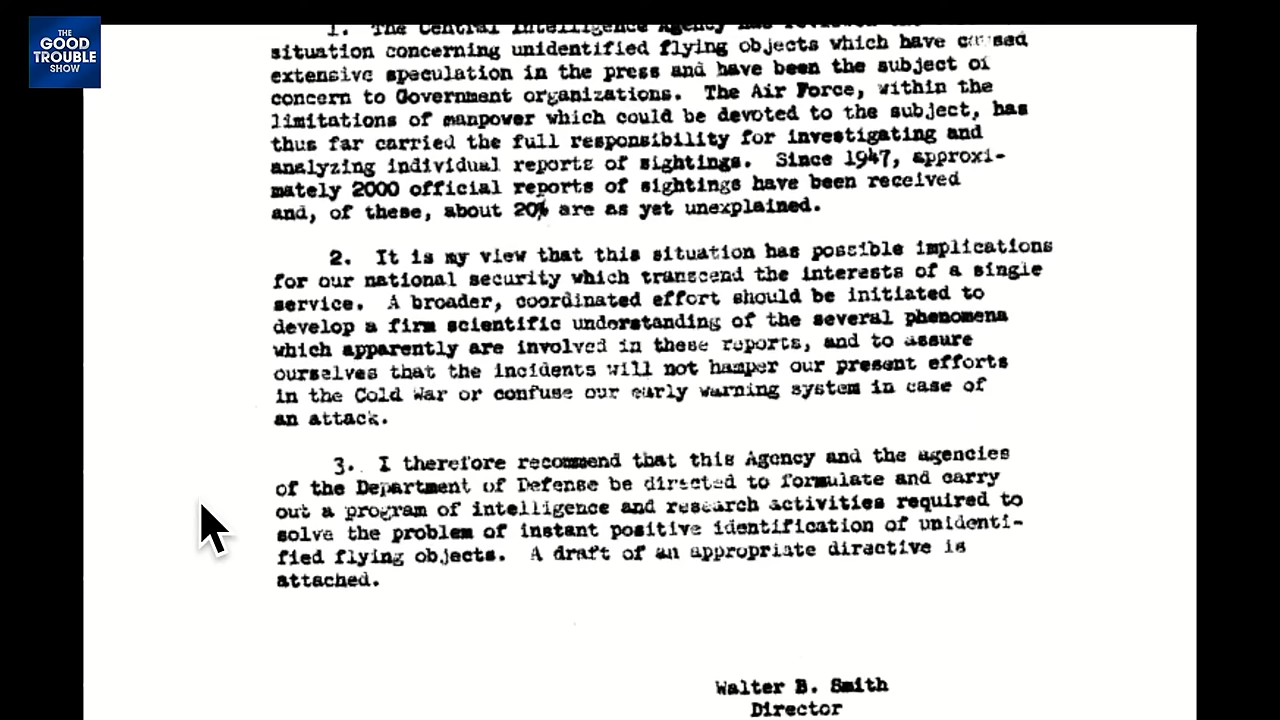 THE
GOOD
TROUBLE
SHOW
1. The Central Intelligence Agency has reviewed the
situation concerning unidentified flying objects which have caused
extensive speculation in the press and have been the subject of
concern to Government organizations. The Air Force, within the
limitations of manpower which could be devoted to the subject, has
thus far carried the full responsibility for investigating and
analyzing individual reports of sightings. Since 1947, approxi-
mately 2000 official reports of sightings have been received
and, of these, about 20% are as yet unexplained.
2. It is my view that this situation has possible implications
for our national security which transcend the interests of a single
service. A broader, coordinated effort should be initiated to
develop a firm scientific understanding of the several phenomena
which apparently are involved in these reports, and to assure
ourselves that the incidents will not hamper our present efforts
in the Cold War or confuse our early warning system in case of
an attack.
3. I therefore recommend that this Agency and the agencies
of the Department of Defense be directed to formulate and carry
out a program of intelligence and research activities required to
solve the problem of instant positive identification of unidenti-
fied flying objects. A draft of an appropriate directive is
attached.
Walter B. Smith
Director